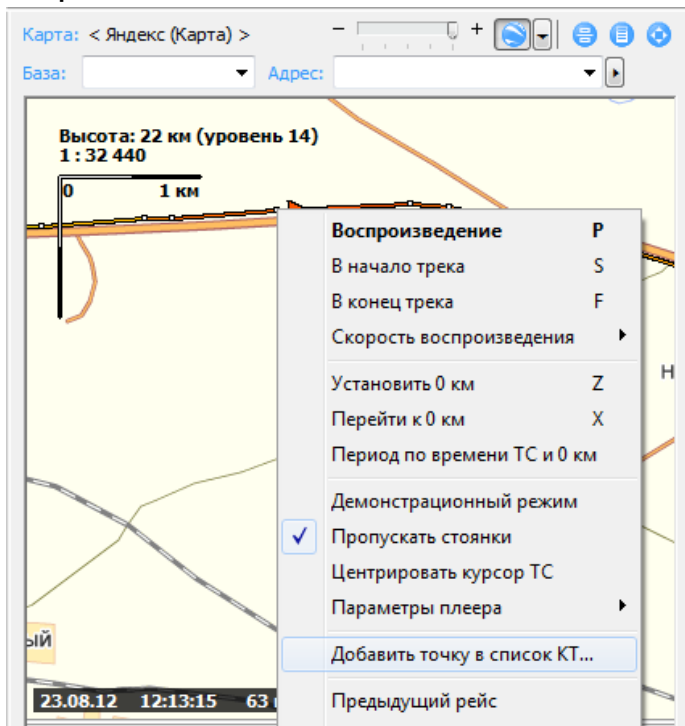 Карта: < Яндекс (Карта) > − +
База: Адрес:
Высота: 22 км (уровень 14)
1 : 32 440
0 1 км
Воспроизведение P
В начало трека S
В конец трека F
Скорость воспроизведения
Установить 0 км Z
Перейти к 0 км X
Период по времени ТС и 0 км
Н
Демонстрационный режим
Пропускать стоянки
Центрировать курсор ТС
Параметры плеера
ый
Добавить точку в список КТ...
23.08.12 12:13:15 63
Предыдущий рейс